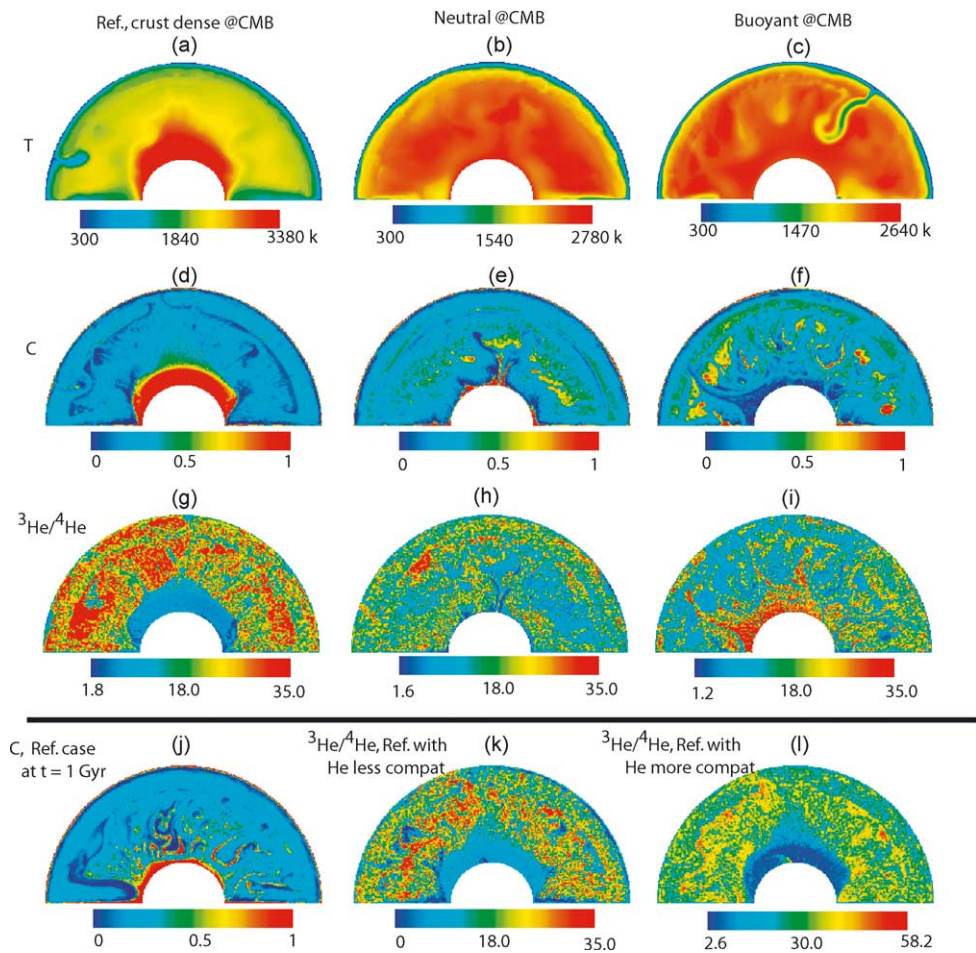 Ref., crust dense @CMB
Neutral @CMB
Buoyant @CMB
(a)
(b)
(c)
T
300 1840 3380 k
300 1540 2780 k
300 1470 2640 k
(d)
(e)
(f)
C
0 0.5 1
0 0.5 1
0 0.5 1
(g)
(h)
(i)
³He/⁴He
1.8 18.0 35.0
1.6 18.0 35.0
1.2 18.0 35.0
C, Ref. case
at t = 1 Gyr
(j)
³He/⁴He, Ref. with
He less compat
(k)
³He/⁴He, Ref. with
He more compat
(l)
0 0.5 1
0 18.0 35.0
2.6 30.0 58.2